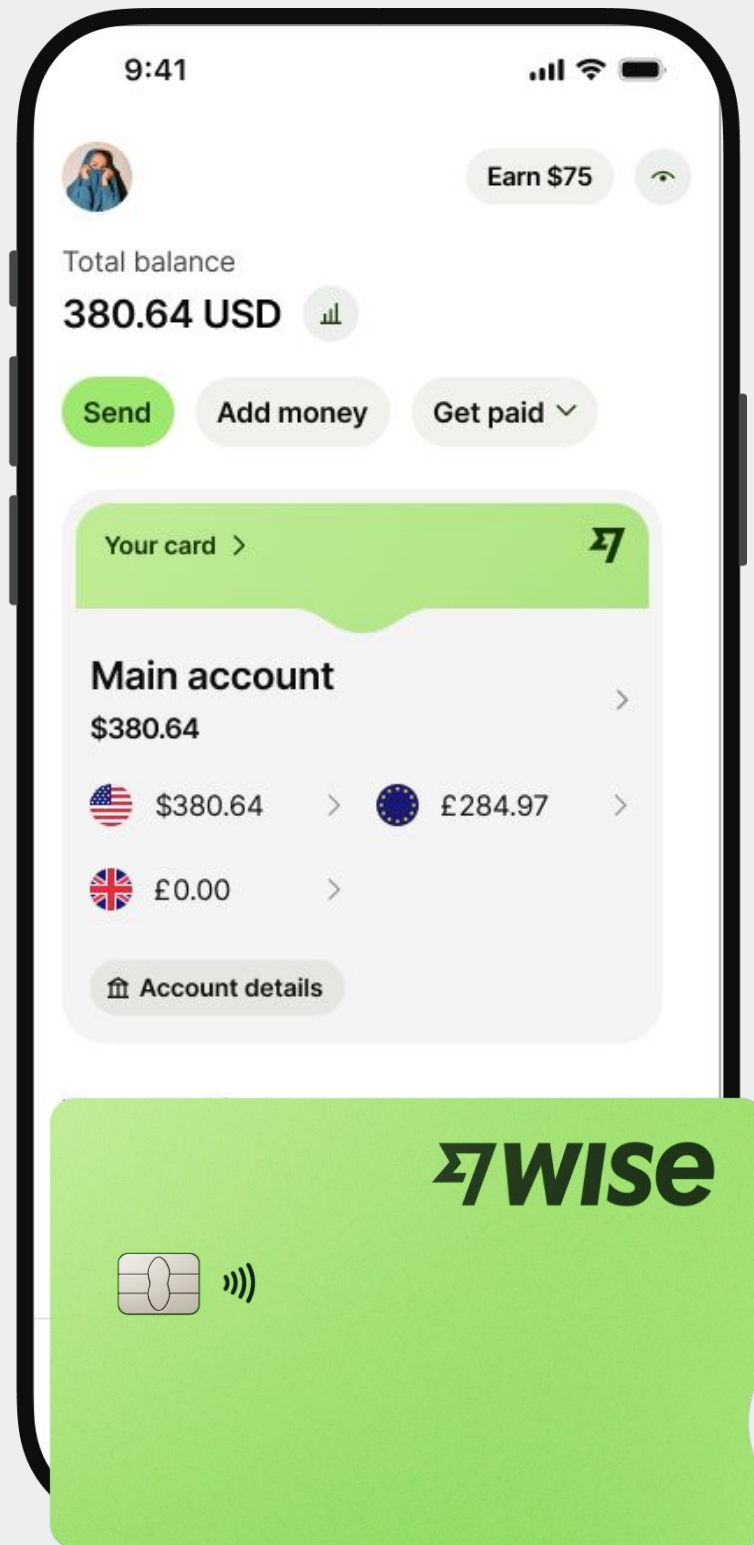 9:41
Earn $75
Total balance
380.64 USD
Send Add money Get paid
Your card
Main account
$380.64
$380.64 £284.97
£0.00
Account details
wise